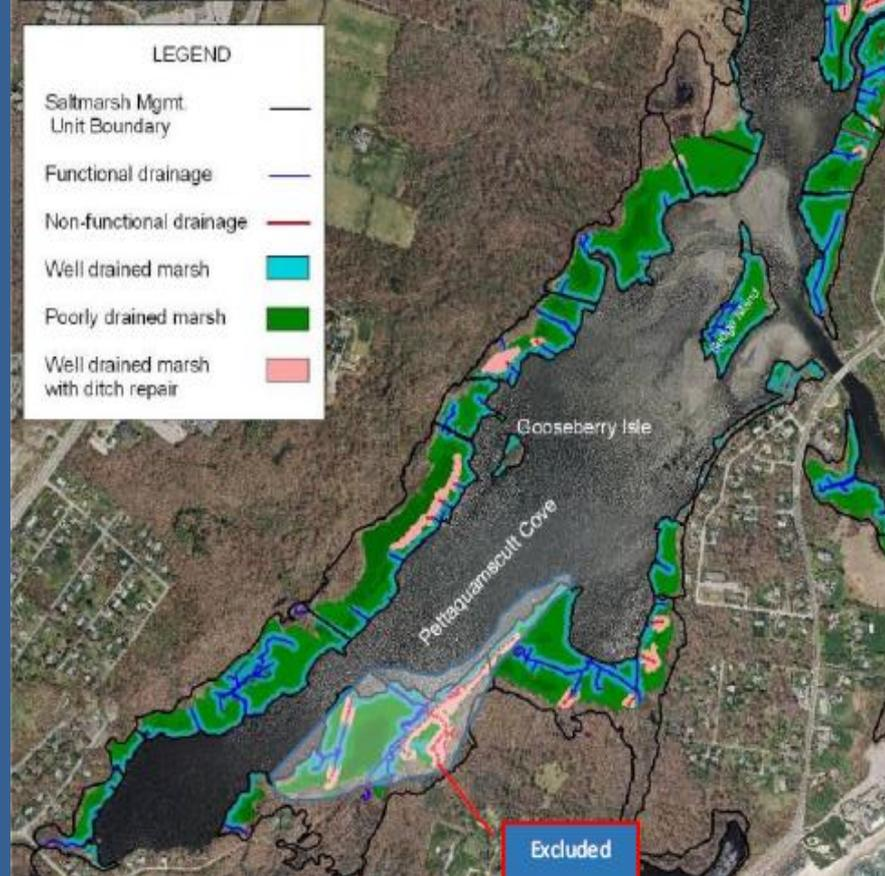 LEGEND
Saltmarsh Mgmt.
Unit Boundary
Functional drainage
Non-functional drainage
Well drained marsh
Poorly drained marsh
Well drained marsh
with ditch repair
Island
Gooseberry Isle
Pettaquamscutt Cove
Excluded